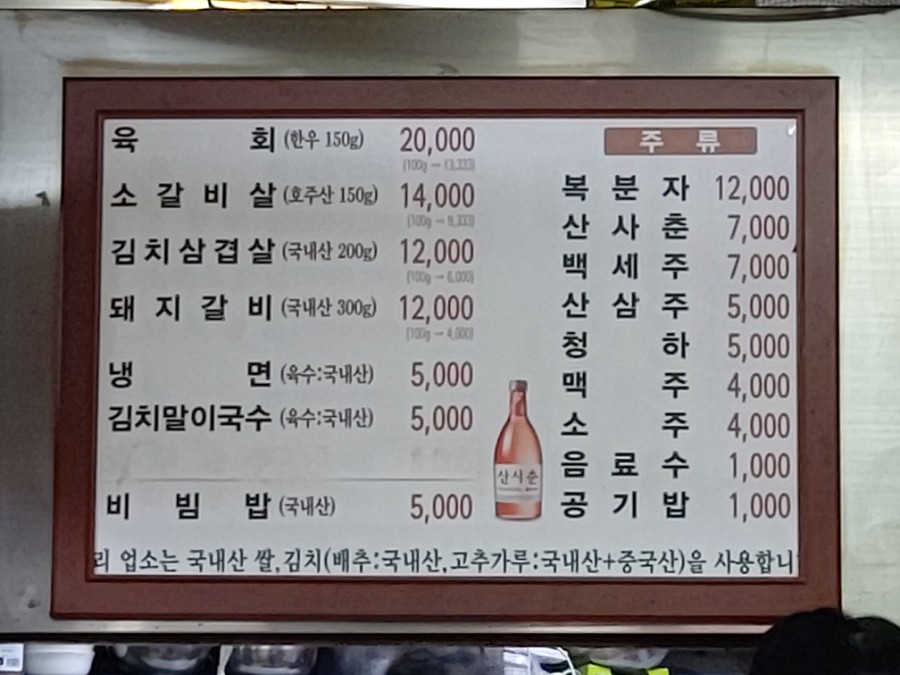 육회 (한우 150g) 20,000
(100g → 13,333)
소갈비살 (호주산 150g) 14,000
(100g → 9,333)
김치삼겹살 (국내산 200g) 12,000
(100g → 6,000)
돼지갈비 (국내산 300g) 12,000
(100g → 4,000)
냉면 (육수:국내산) 5,000
김치말이국수 (육수:국내산) 5,000
비빔밥 (국내산) 5,000
주류
복분자 12,000
산사춘 7,000
백세주 7,000
산삼주 5,000
청하 5,000
맥주 4,000
소주 4,000
음료수 1,000
공기밥 1,000
산사춘
리 업소는 국내산 쌀,김치(배추:국내산,고추가루:국내산+중국산)을 사용합니